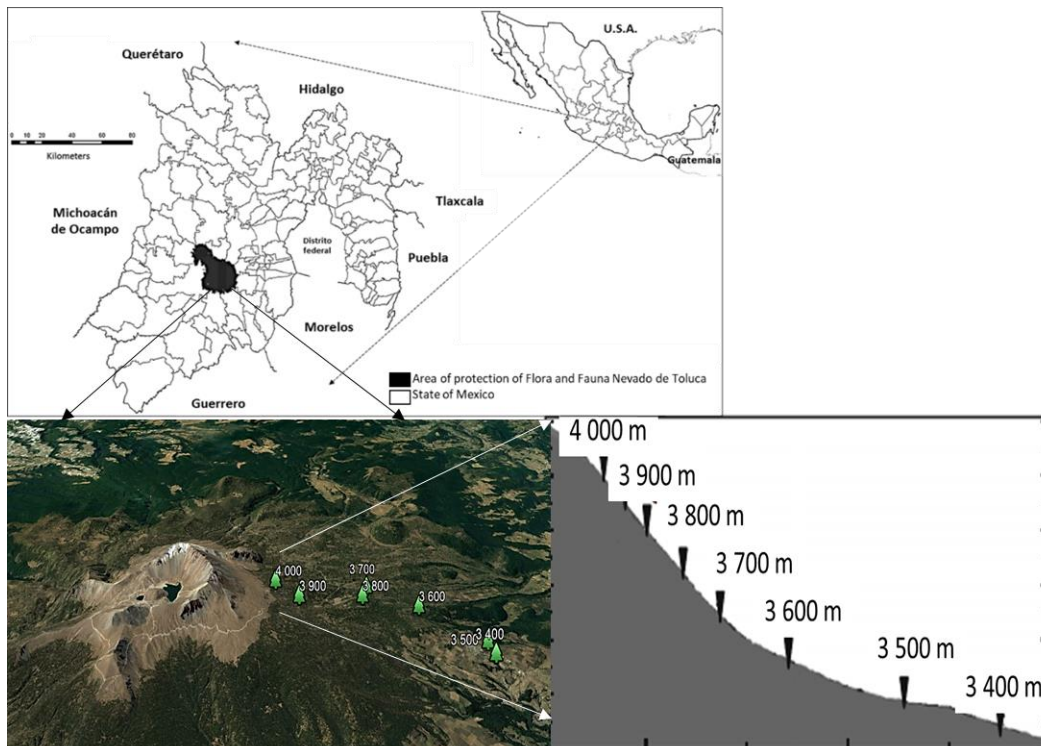 U.S.A.
Querétaro
Hidalgo
0 10 20 40 60 80
Kilometers
Guatemala
Tlaxcala
Michoacán
de Ocampo
Distrito
federal
Puebla
Morelos
Area of protection of Flora and Fauna Nevado de Toluca
State of Mexico
Guerrero
4 000
3 900
3 700
3 800
3 600
3 500
3 400
4 000 m
3 900 m
3 800 m
3 700 m
3 600 m
3 500 m
3 400 m